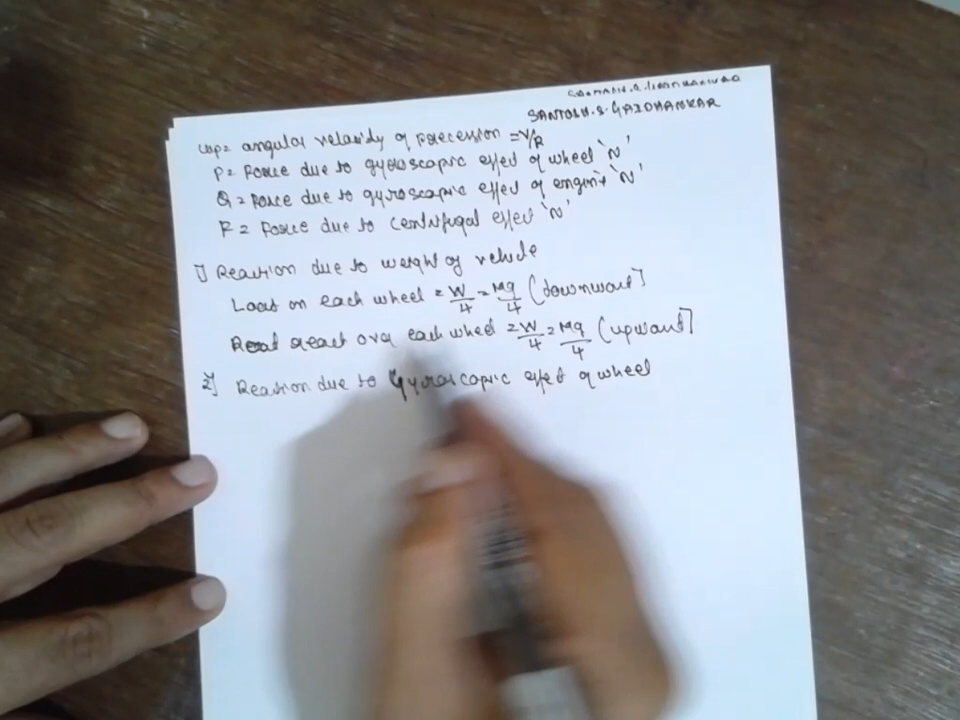 SANTOSH.S.GAIDHANKAR
ωp= angular velocity of precession =V/R
P= Force due to gyroscopic effect of wheel 'N'
Q= Force due to gyroscopic effect of engine 'N'
F= Force due to centrifugal effect 'N'
1] Reaction due to weight of vehicle
Load on each wheel = W/4 = Mg/4 (downward]
Road react over each wheel = W/4 = Mg/4 (upward]
2] Reaction due to Gyroscopic effect of wheel